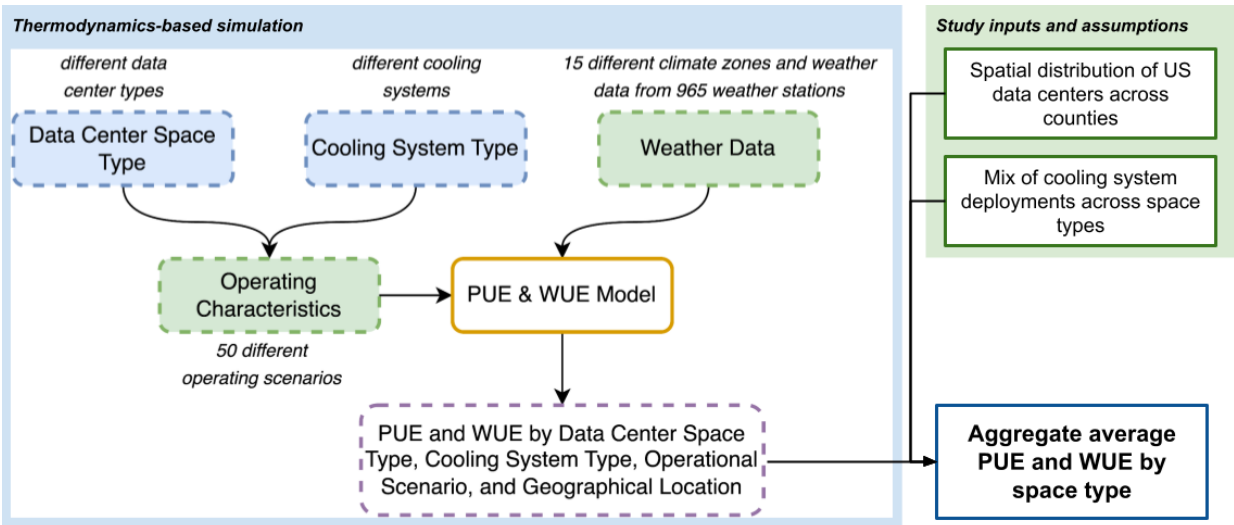 Thermodynamics-based simulation
different data
center types
different cooling
systems
15 different climate zones and weather
data from 965 weather stations
Data Center Space
Type
Cooling System Type
Weather Data
Operating
Characteristics
50 different
operating scenarios
PUE & WUE Model
PUE and WUE by Data Center Space
Type, Cooling System Type, Operational
Scenario, and Geographical Location
Study inputs and assumptions
Spatial distribution of US
data centers across
counties
Mix of cooling system
deployments across space
types
Aggregate average
PUE and WUE by
space type